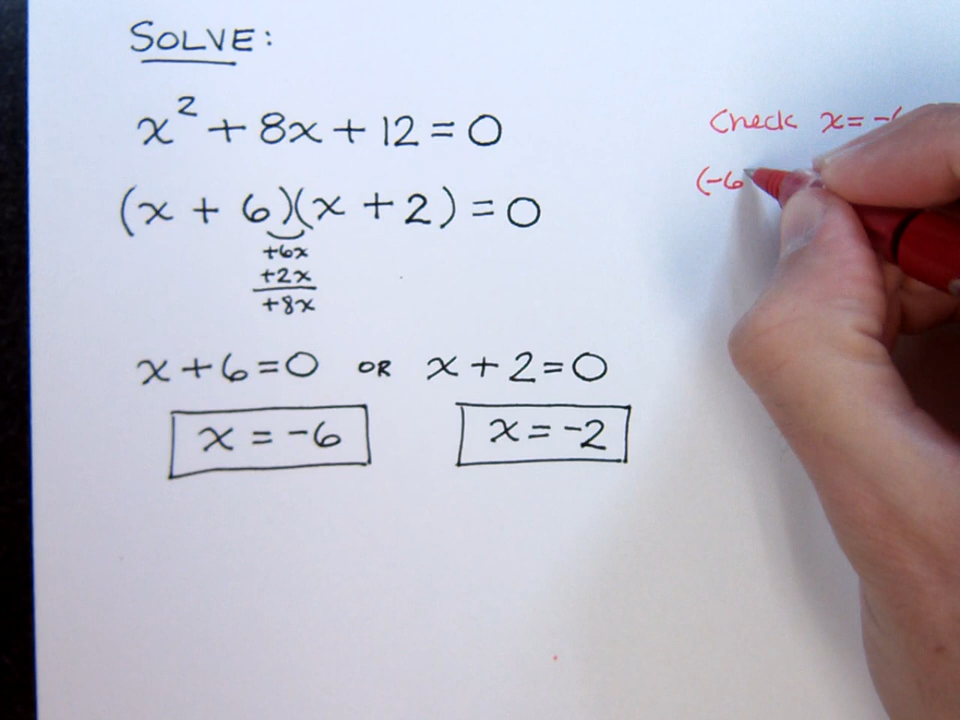 SOLVE:
x² + 8x + 12 = 0
(x + 6)(x + 2) = 0
+6x
+2x
+8x
x + 6 = 0 OR x + 2 = 0
x = -6 x = -2
Check x = -6
(-6